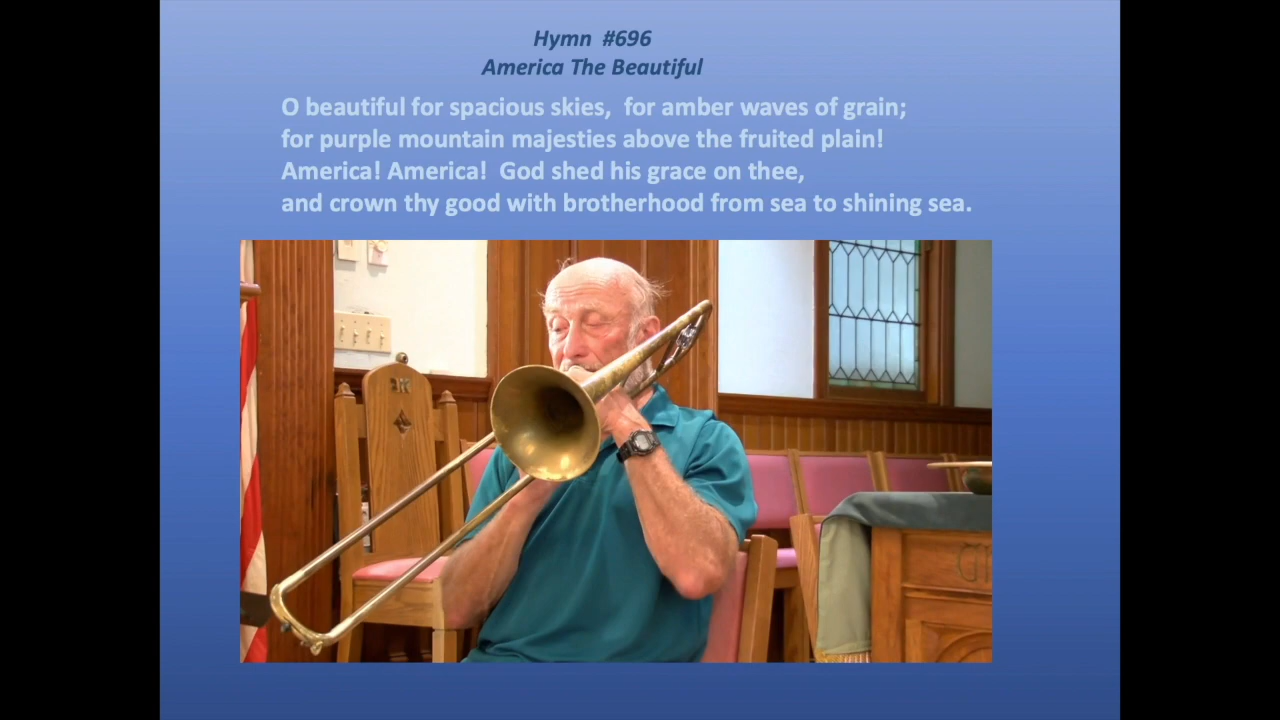 Hymn  #696
America The Beautiful
O beautiful for spacious skies,  for amber waves of grain;
for purple mountain majesties above the fruited plain!
America! America!  God shed his grace on thee,
and crown thy good with brotherhood from sea to shining sea.